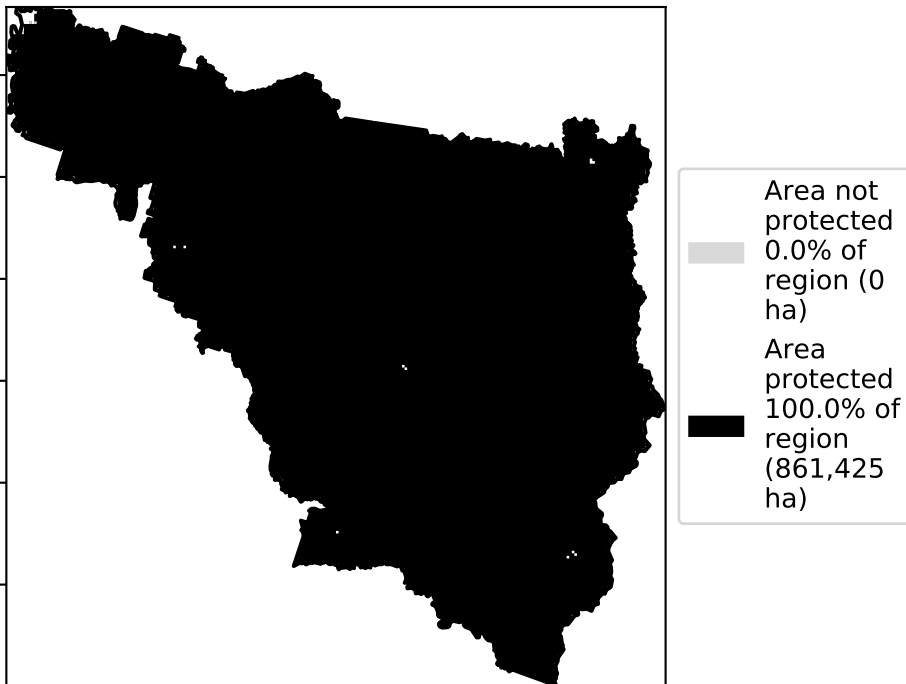 Area not
protected
0.0% of
region (0
ha)
Area
protected
100.0% of
region
(861,425
ha)